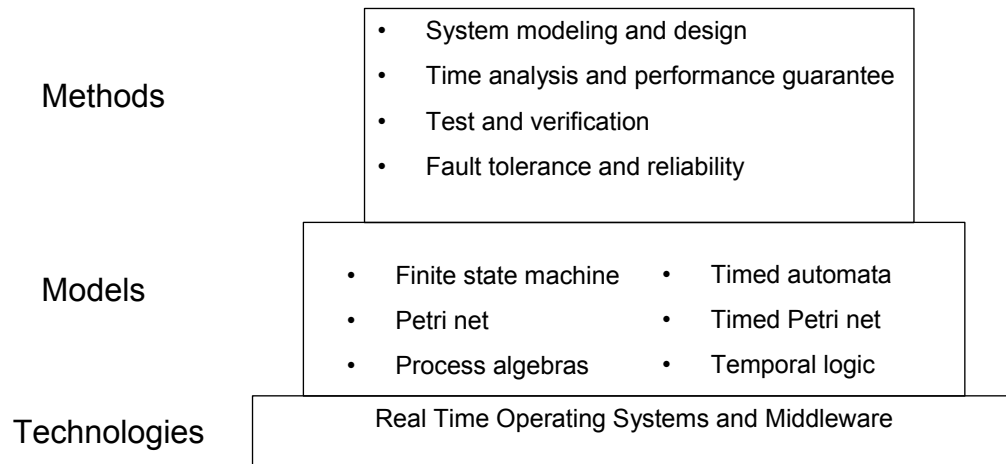 Methods
• System modeling and design
• Time analysis and performance guarantee
• Test and verification
• Fault tolerance and reliability
Models
• Finite state machine
• Petri net
• Process algebras
• Timed automata
• Timed Petri net
• Temporal logic
Technologies
Real Time Operating Systems and Middleware